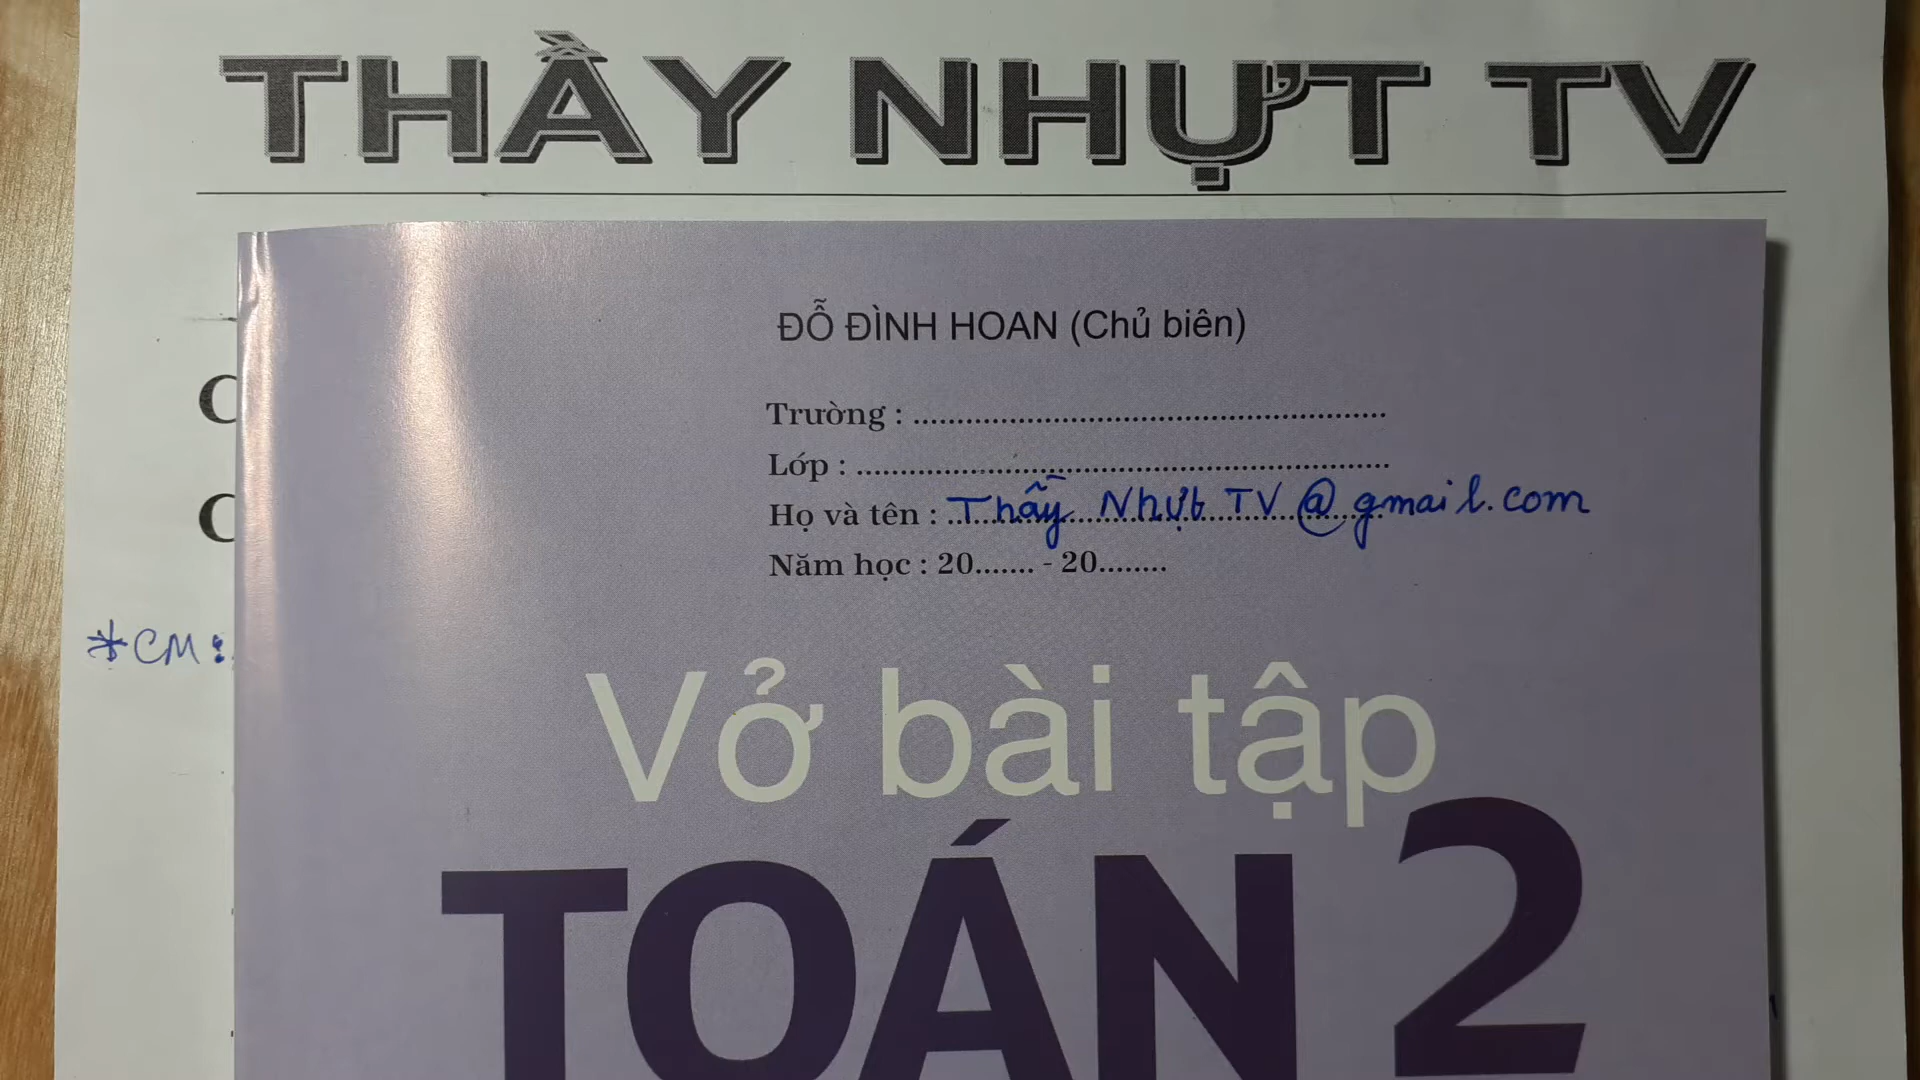 THẦY NHỰT TV
ĐỖ ĐÌNH HOAN (Chủ biên)
Trường : ......................................................
Lớp : .............................................................
Họ và tên : Thầy Nhựt TV @gmail.com
Năm học : 20....... - 20........
C
C
*CM:
Vở bài tập
TOÁN 2